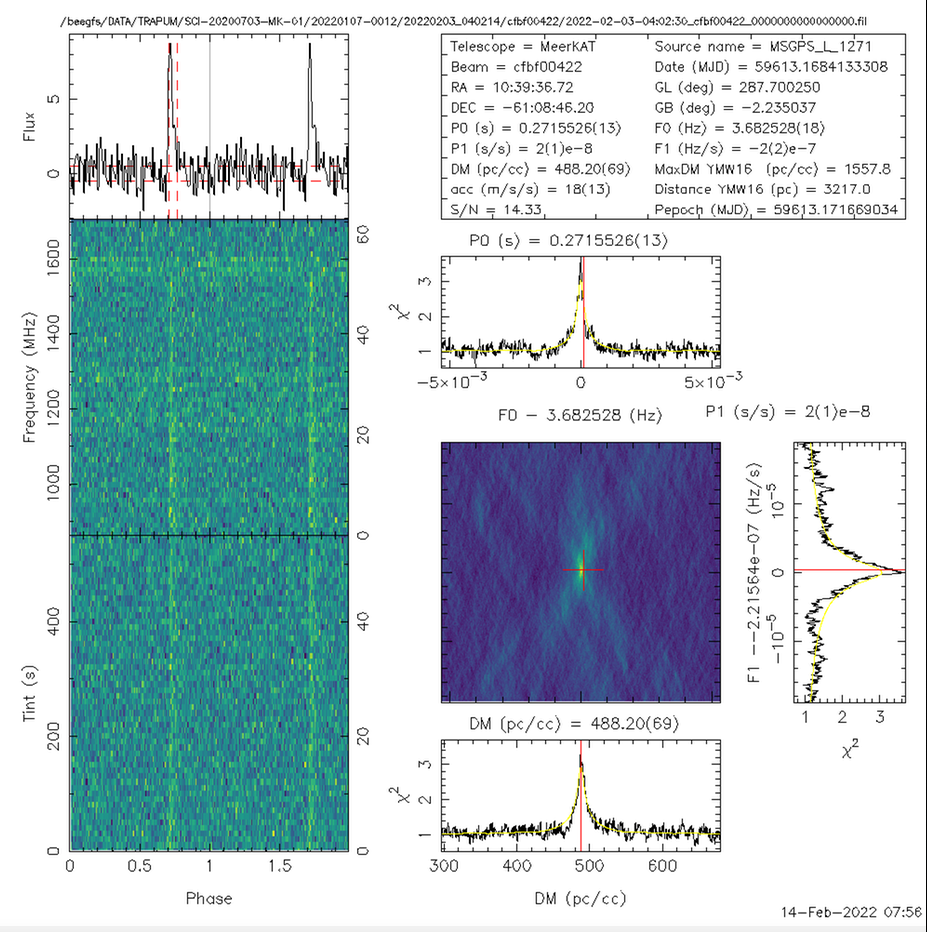 /beegfs/DATA/TRAPUM/SCI-20200703-MK-01/20220107-0012/20220203_040214/cfbf00422/2022-02-03-04:02:30_cfbf00422_0000000000000000.fil
Telescope = MeerKAT
Source name = MSGPS_L_1271
Beam = cfbf00422
Date (MJD) = 59613.1684133308
RA = 10:39:36.72
GL (deg) = 287.700250
DEC = −61:08:46.20
GB (deg) = −2.235037
P0 (s) = 0.2715526(13)
F0 (Hz) = 3.682528(18)
P1 (s/s) = 2(1)e−8
F1 (Hz/s) = −2(2)e−7
DM (pc/cc) = 488.20(69)
MaxDM YMW16 (pc/cc) = 1557.8
acc (m/s/s) = 18(13)
Distance YMW16 (pc) = 3217.0
S/N = 14.33
Pepoch (MJD) = 59613.171669034
Flux
5
0
Frequency (MHz)
1600
1400
1200
1000
60
40
20
0
Tint (s)
400
200
0
40
20
0
0 0.5 1 1.5
Phase
P0 (s) = 0.2715526(13)
χ²
3
2
1
−5×10⁻³ 0 5×10⁻³
F0 − 3.682528 (Hz)
P1 (s/s) = 2(1)e−8
F1 −−2.21564e−07 (Hz/s)
10⁻⁵
0
−10⁻⁵
1 2 3
χ²
DM (pc/cc) = 488.20(69)
χ²
3
2
1
300 400 500 600
DM (pc/cc)
14−Feb−2022 07:56